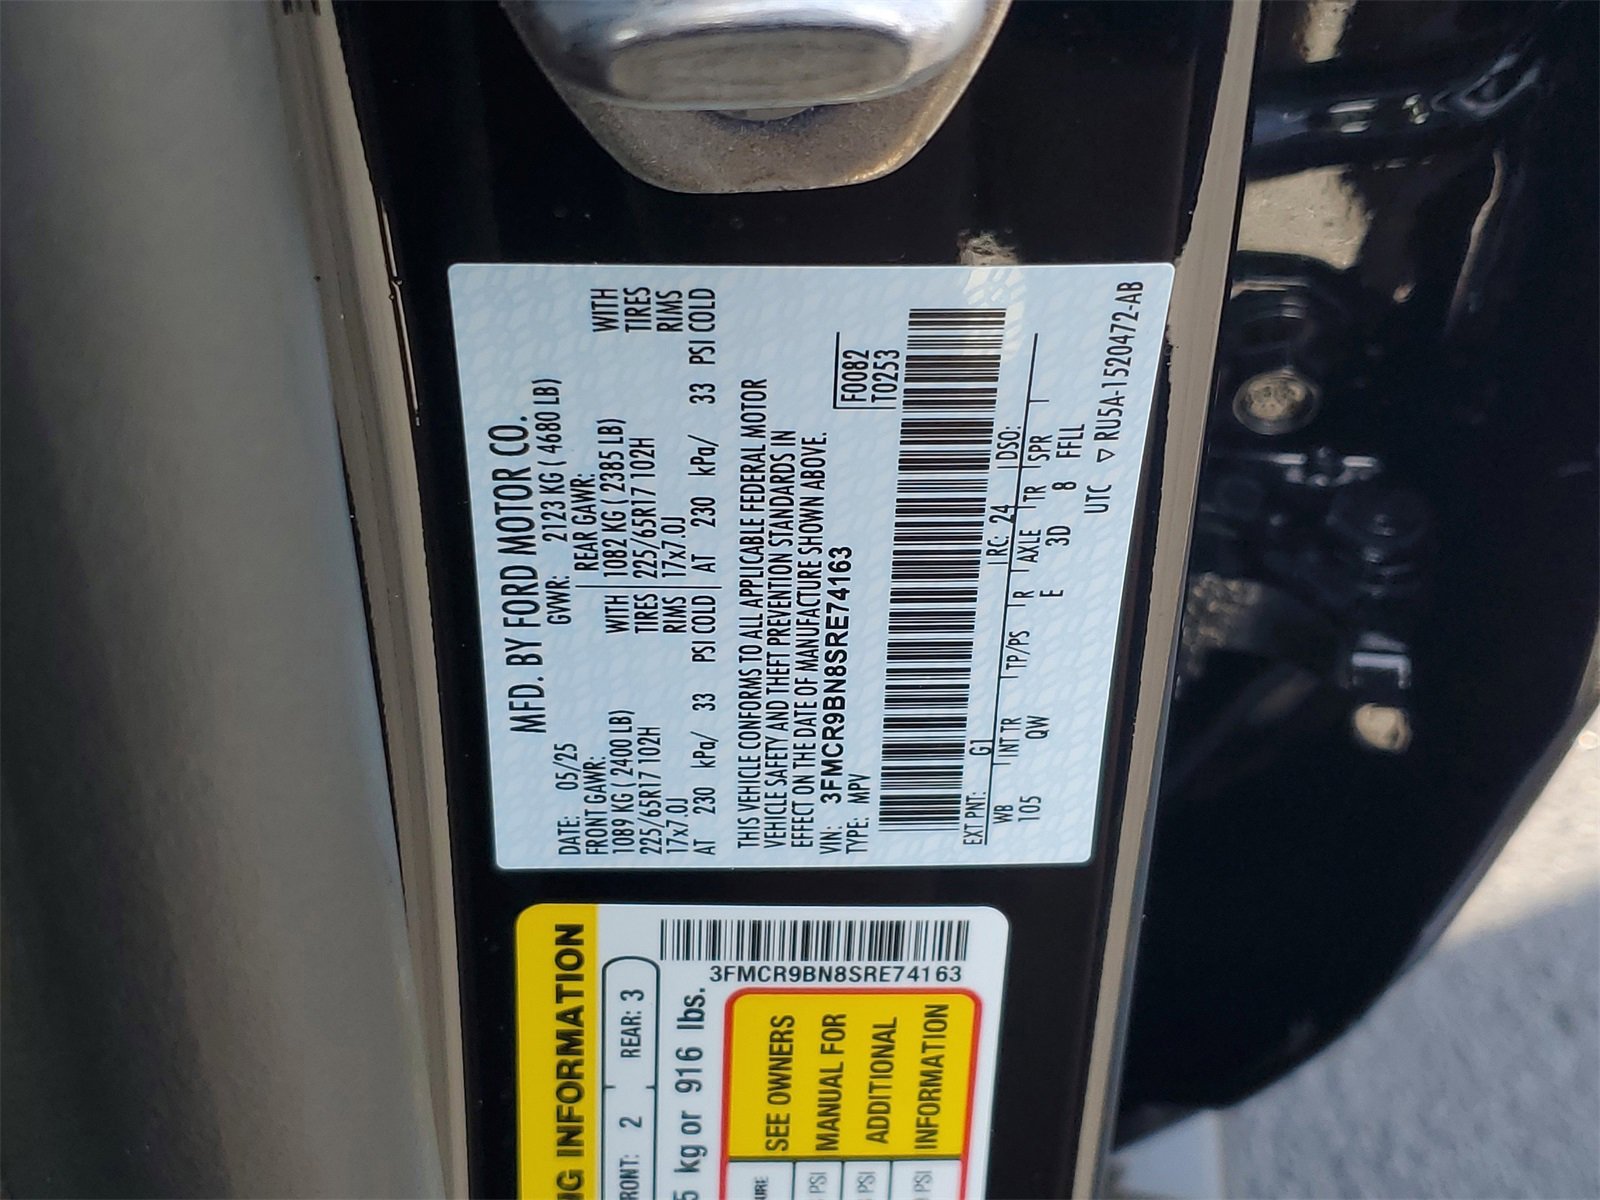 MFD. BY FORD MOTOR CO.
DATE: 05/25 GVWR: 2123 KG ( 4680 LB)
FRONT GAWR: REAR GAWR:
1089 KG ( 2400 LB) WITH 1082 KG ( 2385 LB) WITH
225/65R17 102H TIRES 225/65R17 102H TIRES
17x7.0J RIMS 17x7.0J RIMS
AT 230 kPa/ 33 PSI COLD AT 230 kPa/ 33 PSI COLD
THIS VEHICLE CONFORMS TO ALL APPLICABLE FEDERAL MOTOR
VEHICLE SAFETY AND THEFT PREVENTION STANDARDS IN
EFFECT ON THE DATE OF MANUFACTURE SHOWN ABOVE.
VIN: 3FMCR9BN8SRE74163
TYPE: MPV
F0082
T0253
EXT PNT: G1 RC: 24 DSO:
WB INT TR TP/PS R AXLE TR SPR
105 QW E 3D 8 FFLL
UTC ▽ RU5A-1520472-AB
NG INFORMATION
RONT: 2 REAR: 3
5 kg or 916 lbs.
3FMCR9BN8SRE74163
SEE OWNERS
MANUAL FOR
ADDITIONAL
INFORMATION
URE
PSI
PSI
PSI